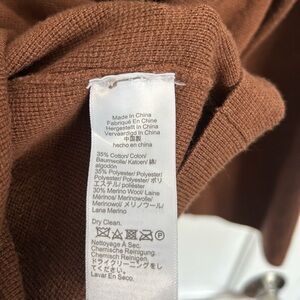 Made in China
Fabriqué En Chine
Hergestellt In China
Vervaardigd In China
中国製
hecho en china
35% Cotton/ Coton/
Baumwolle/ Katoen/ 綿/
algodón
35% Polyester/ Polyester/
Polyester/ Polyester/ ポリ
エステル/ poliéster
30% Merino Wool/ Laine
Mérinos/ Merinowolle/
Merinoswol/ メリノウール/
Lana Merino
Dry Clean.
Nettoyage À Sec.
Chemische Reinigung.
Chemisch Reinigen.
ドライクリーニングをし
てください。
Lavar En Seco.